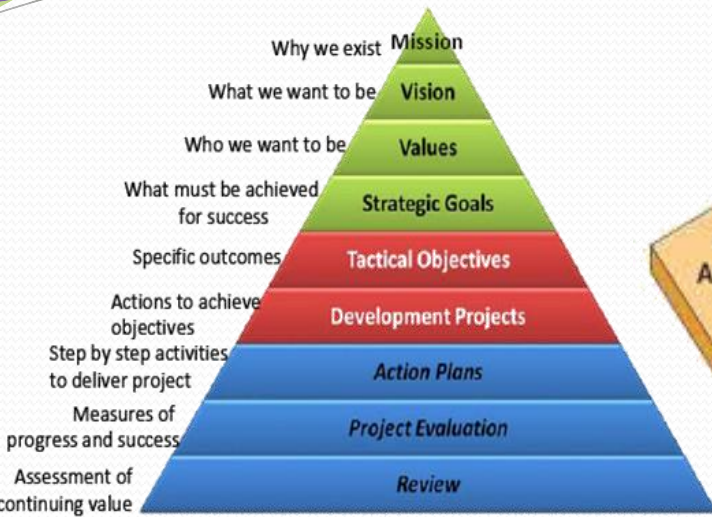 Why we exist Mission
What we want to be Vision
Who we want to be Values
What must be achieved
for success
Strategic Goals
Specific outcomes Tactical Objectives
Actions to achieve
objectives
Development Projects
Step by step activities
to deliver project
Action Plans
Measures of
progress and success
Project Evaluation
Assessment of
continuing value
Review